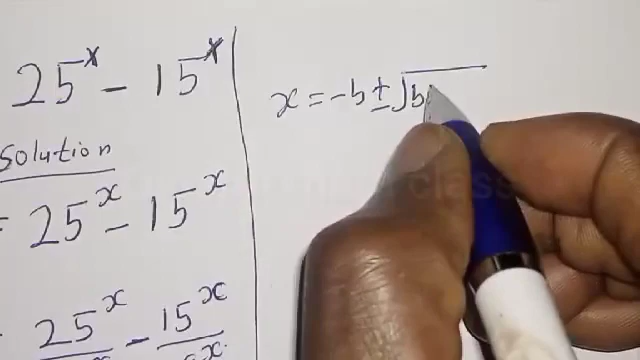 25^x - 15^x
Solution
= 25^x - 15^x
25^x - 15^x
x = -b ± √b